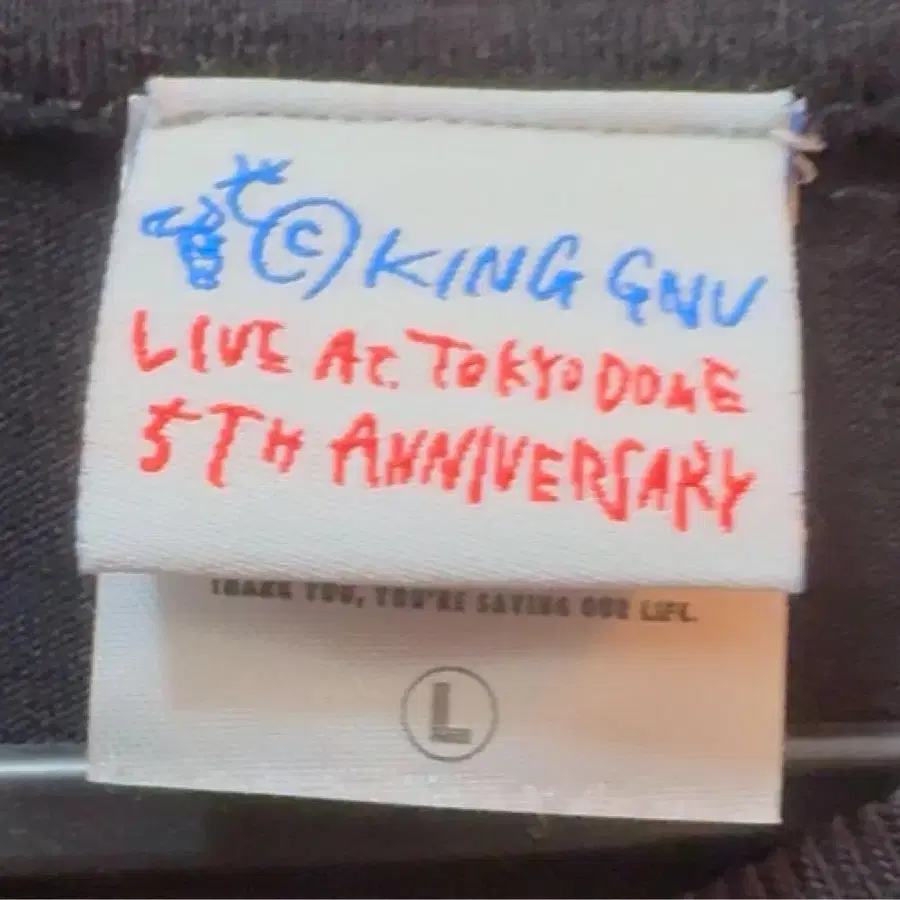 © KING GNU
LIVE AT. TOKYO DOME
5TH ANNIVERSARY
THANK YOU, YOU'RE SAVING OUR LIFE.
L